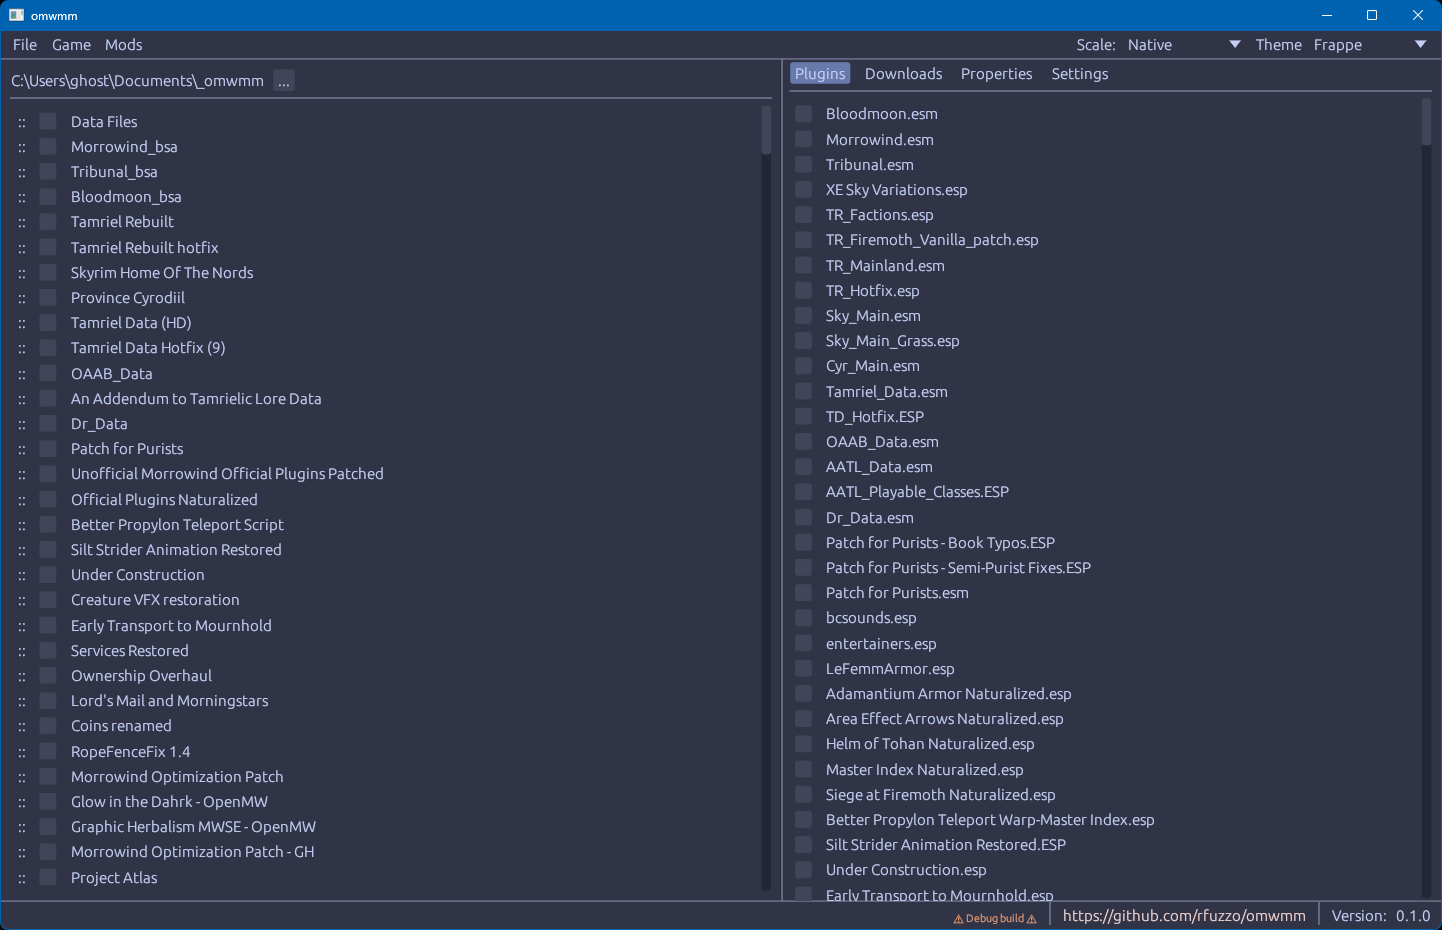 omwmm
File Game Mods Scale: Native Theme Frappe
C:\Users\ghost\Documents\_omwmm ...
:: Data Files
:: Morrowind_bsa
:: Tribunal_bsa
:: Bloodmoon_bsa
:: Tamriel Rebuilt
:: Tamriel Rebuilt hotfix
:: Skyrim Home Of The Nords
:: Province Cyrodiil
:: Tamriel Data (HD)
:: Tamriel Data Hotfix (9)
:: OAAB_Data
:: An Addendum to Tamrielic Lore Data
:: Dr_Data
:: Patch for Purists
:: Unofficial Morrowind Official Plugins Patched
:: Official Plugins Naturalized
:: Better Propylon Teleport Script
:: Silt Strider Animation Restored
:: Under Construction
:: Creature VFX restoration
:: Early Transport to Mournhold
:: Services Restored
:: Ownership Overhaul
:: Lord's Mail and Morningstars
:: Coins renamed
:: RopeFenceFix 1.4
:: Morrowind Optimization Patch
:: Glow in the Dahrk - OpenMW
:: Graphic Herbalism MWSE - OpenMW
:: Morrowind Optimization Patch - GH
:: Project Atlas
Plugins Downloads Properties Settings
Bloodmoon.esm
Morrowind.esm
Tribunal.esm
XE Sky Variations.esp
TR_Factions.esp
TR_Firemoth_Vanilla_patch.esp
TR_Mainland.esm
TR_Hotfix.esp
Sky_Main.esm
Sky_Main_Grass.esp
Cyr_Main.esm
Tamriel_Data.esm
TD_Hotfix.ESP
OAAB_Data.esm
AATL_Data.esm
AATL_Playable_Classes.ESP
Dr_Data.esm
Patch for Purists - Book Typos.ESP
Patch for Purists - Semi-Purist Fixes.ESP
Patch for Purists.esm
bcsounds.esp
entertainers.esp
LeFemmArmor.esp
Adamantium Armor Naturalized.esp
Area Effect Arrows Naturalized.esp
Helm of Tohan Naturalized.esp
Master Index Naturalized.esp
Siege at Firemoth Naturalized.esp
Better Propylon Teleport Warp-Master Index.esp
Silt Strider Animation Restored.ESP
Under Construction.esp
Early Transport to Mournhold.esp
⚠ Debug build ⚠ https://github.com/rfuzzo/omwmm Version: 0.1.0